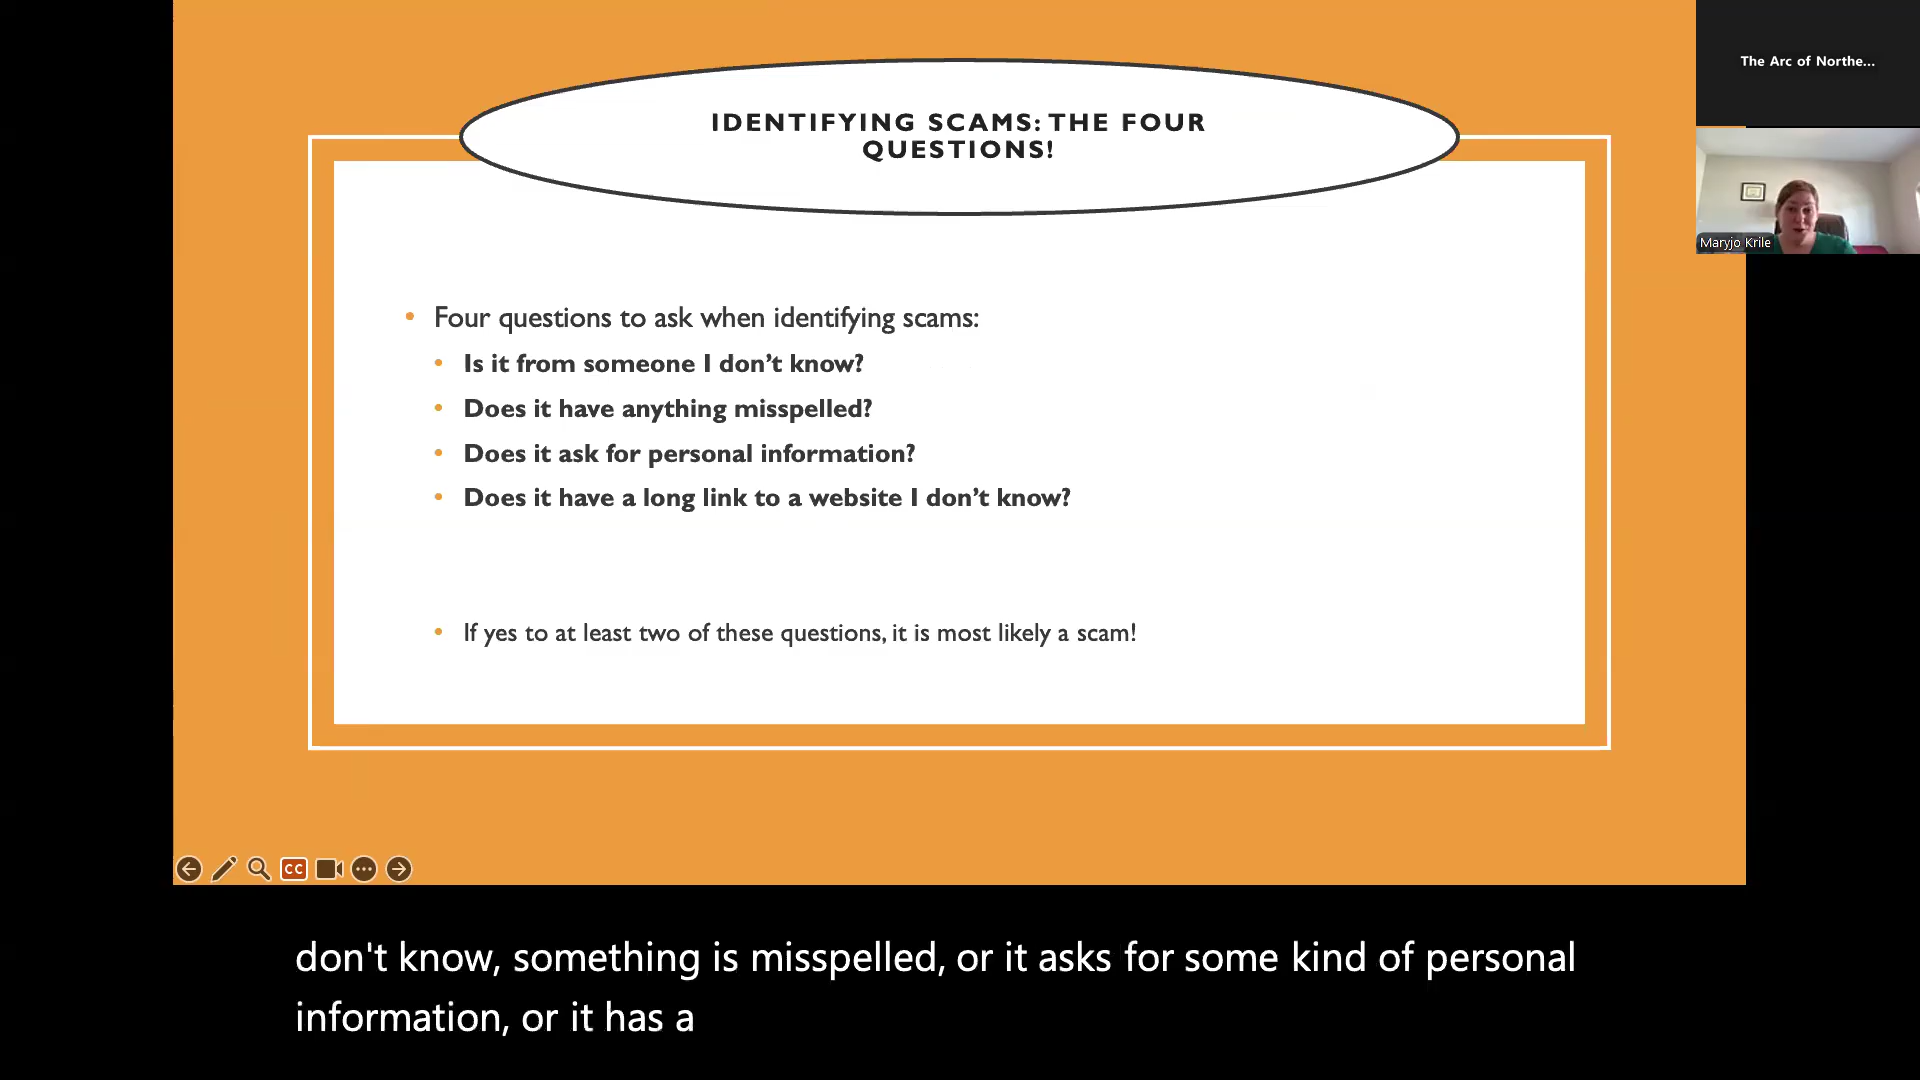 IDENTIFYING SCAMS: THE FOUR
QUESTIONS!
The Arc of Northe...
Maryjo Krile
• Four questions to ask when identifying scams:
• Is it from someone I don’t know?
• Does it have anything misspelled?
• Does it ask for personal information?
• Does it have a long link to a website I don’t know?
• If yes to at least two of these questions, it is most likely a scam!
CC
don't know, something is misspelled, or it asks for some kind of personal
information, or it has a